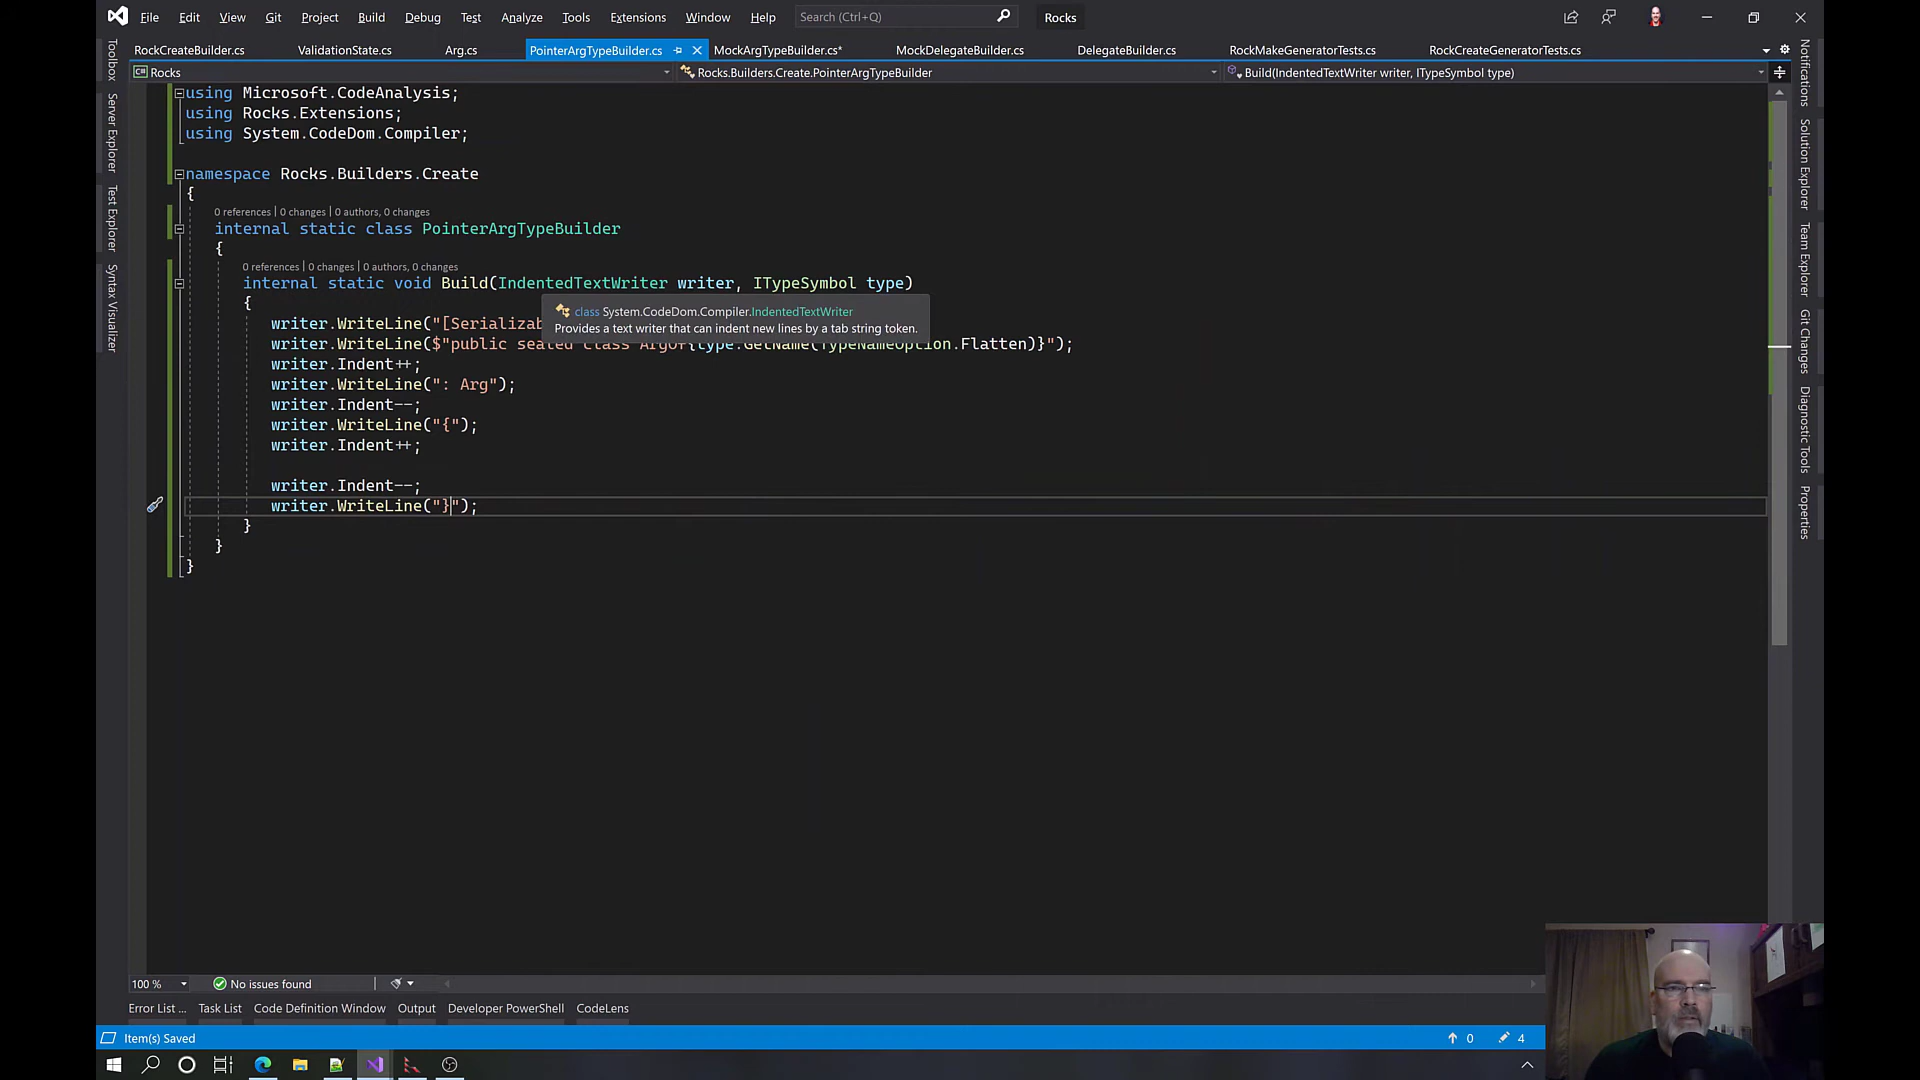 File Edit View Git Project Build Debug Test Analyze Tools Extensions Window Help Search (Ctrl+Q) Rocks
RockCreateBuilder.cs ValidationState.cs Arg.cs PointerArgTypeBuilder.cs MockArgTypeBuilder.cs* MockDelegateBuilder.cs DelegateBuilder.cs RockMakeGeneratorTests.cs RockCreateGeneratorTests.cs
C# Rocks Rocks.Builders.Create.PointerArgTypeBuilder Build(IndentedTextWriter writer, ITypeSymbol type)
using Microsoft.CodeAnalysis;
using Rocks.Extensions;
using System.CodeDom.Compiler;
namespace Rocks.Builders.Create
{
0 references | 0 changes | 0 authors, 0 changes
internal static class PointerArgTypeBuilder
{
0 references | 0 changes | 0 authors, 0 changes
internal static void Build(IndentedTextWriter writer, ITypeSymbol type)
{
class System.CodeDom.Compiler.IndentedTextWriter
Provides a text writer that can indent new lines by a tab string token.
writer.WriteLine("[Serializab
writer.WriteLine($"public sealed class ArgOf{type.GetName(TypeNameOption.Flatten)}");
writer.Indent++;
writer.WriteLine(": Arg");
writer.Indent--;
writer.WriteLine("{");
writer.Indent++;
writer.Indent--;
writer.WriteLine("}");
}
}
}
Toolbox
Server Explorer
Test Explorer
Syntax Visualizer
Notifications
Solution Explorer
Team Explorer
Git Changes
Diagnostic Tools
Properties
100 % No issues found
Error List ... Task List Code Definition Window Output Developer PowerShell CodeLens
Item(s) Saved 0 4